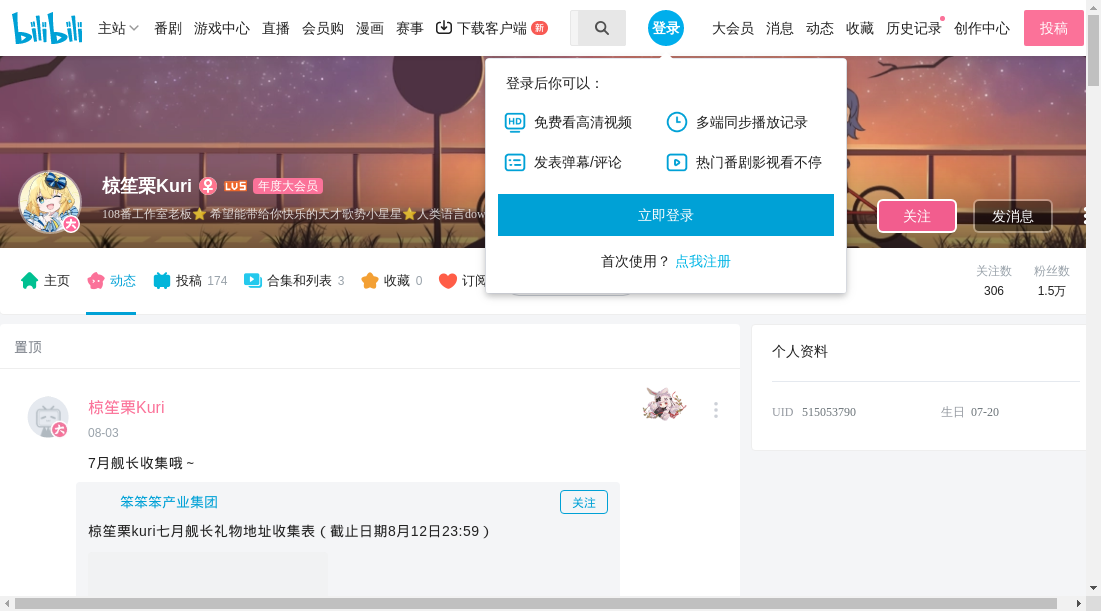 bilibili
主站 番剧 游戏中心 直播 会员购 漫画 赛事 下载客户端 新 登录 大会员 消息 动态 收藏 历史记录 创作中心 投稿
登录后你可以：
HD 免费看高清视频 多端同步播放记录
发表弹幕/评论 热门番剧影视看不停
立即登录
首次使用？ 点我注册
椋笙栗Kuri LV5 年度大会员
大 108番工作室老板⭐ 希望能带给你快乐的天才歌势小星星⭐人类语言dow
关注 发消息
主页 动态 投稿 174 合集和列表 3 收藏 0 订阅
关注数 粉丝数
306 1.5万
置顶
椋笙栗Kuri
大 08-03
7月舰长收集哦～
笨笨笨产业集团 关注
椋笙栗kuri七月舰长礼物地址收集表（截止日期8月12日23:59）
个人资料
UID 515053790 生日 07-20